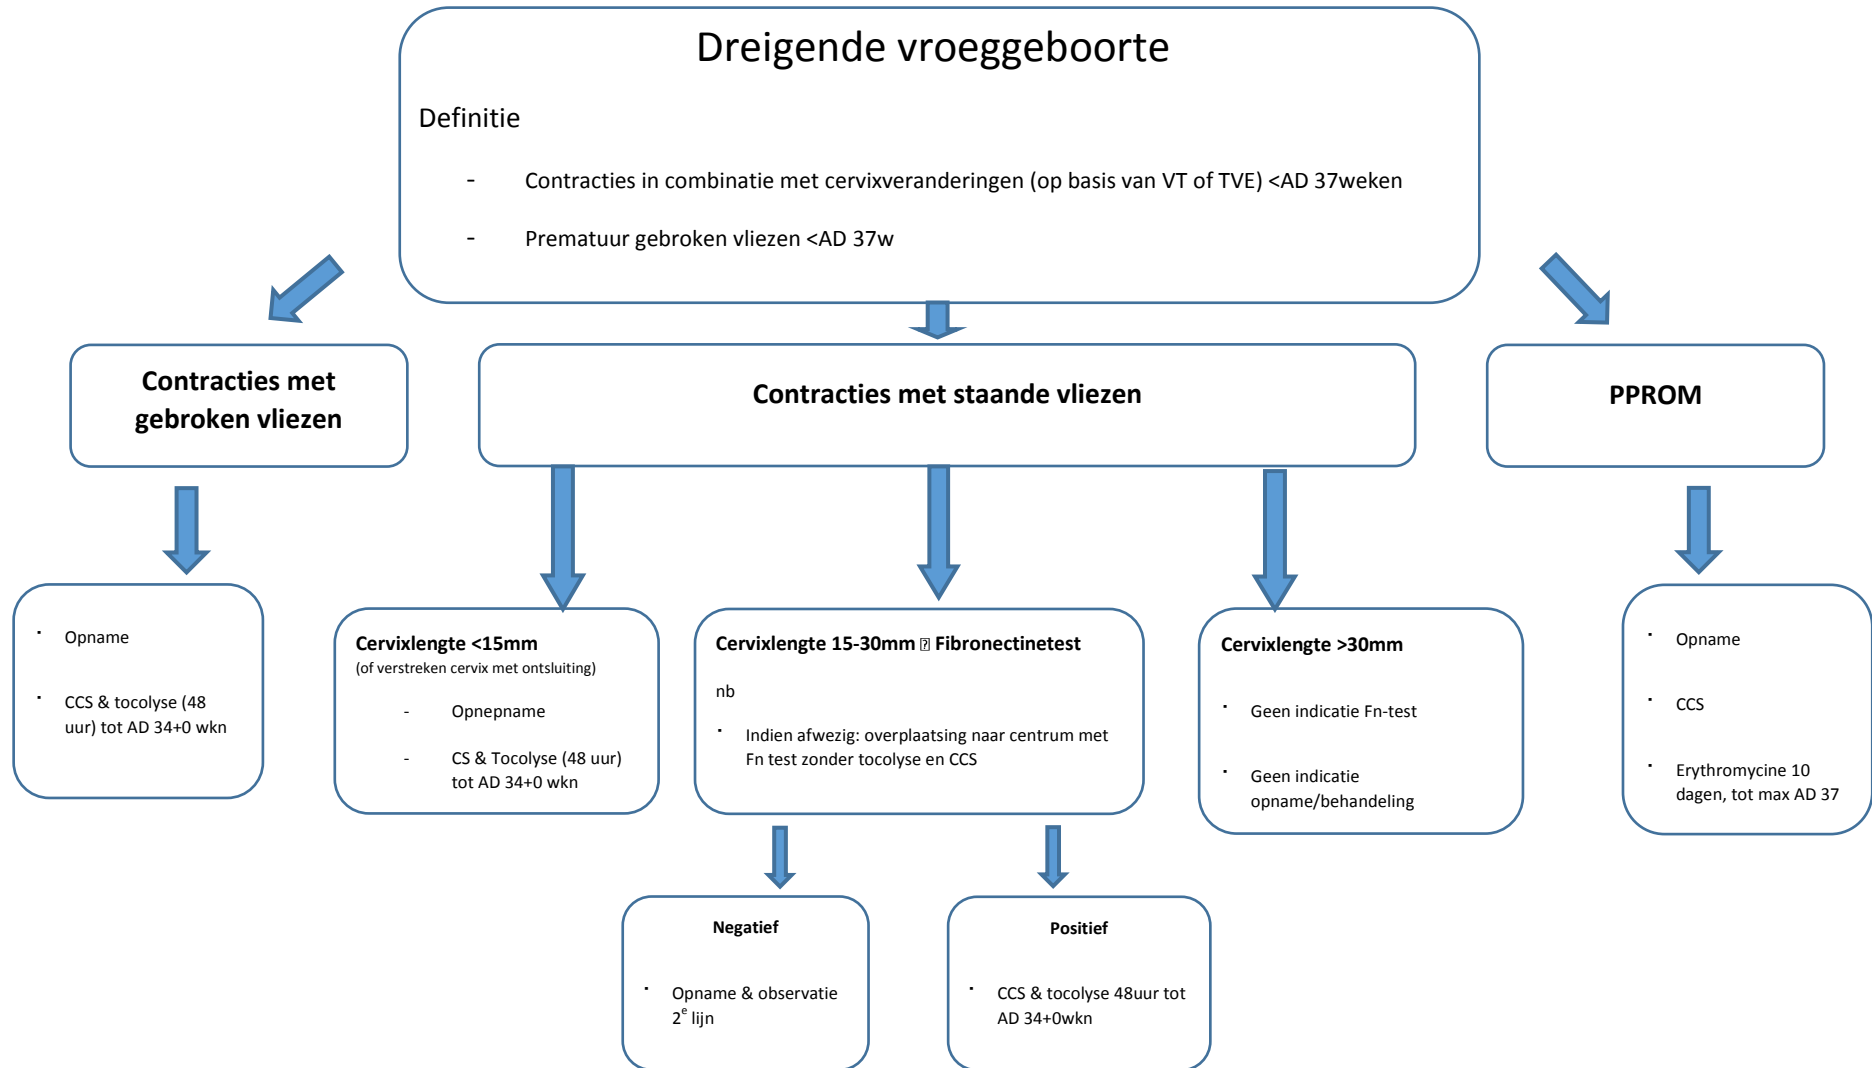 Dreigende vroeggeboorte
Definitie
- Contracties in combinatie met cervixveranderingen (op basis van VT of TVE) <AD 37weken
- Prematuur gebroken vliezen <AD 37w
Contracties met
gebroken vliezen
Contracties met staande vliezen
PPROM
· Opname
· CCS & tocolyse (48
uur) tot AD 34+0 wkn
Cervixlengte <15mm
(of verstreken cervix met ontsluiting)
- Opnepname
- CS & Tocolyse (48 uur)
tot AD 34+0 wkn
Cervixlengte 15-30mm ⍰ Fibronectinetest
nb
· Indien afwezig: overplaatsing naar centrum met
Fn test zonder tocolyse en CCS
Cervixlengte >30mm
· Geen indicatie Fn-test
· Geen indicatie
opname/behandeling
· Opname
· CCS
· Erythromycine 10
dagen, tot max AD 37
Negatief
· Opname & observatie
2e lijn
Positief
· CCS & tocolyse 48uur tot
AD 34+0wkn